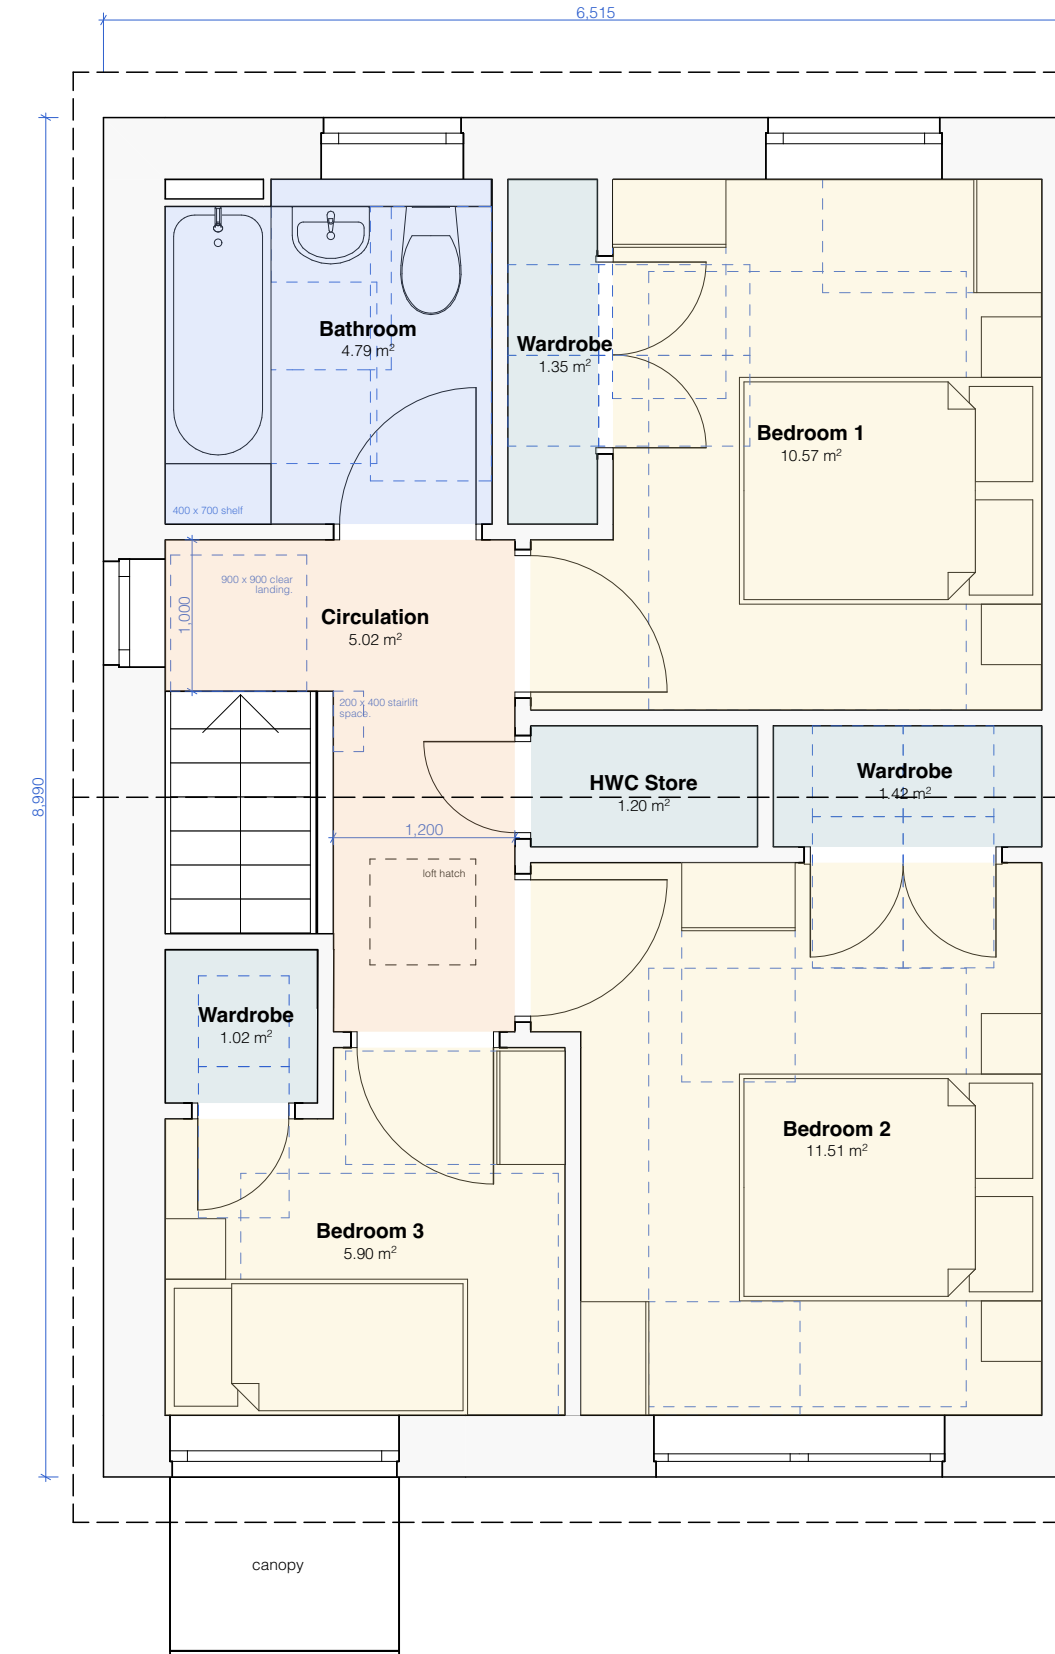 6,515
Bathroom
4.79 m²
Wardrobe
1.35 m²
Bedroom 1
10.57 m²
400 x 700 shelf
900 x 900 clear
landing.
1,000
Circulation
5.02 m²
200 x 400 stairlift
space.
HWC Store
1.20 m²
Wardrobe
1.42 m²
8,990
1,200
loft hatch
Wardrobe
1.02 m²
Bedroom 2
11.51 m²
Bedroom 3
5.90 m²
canopy